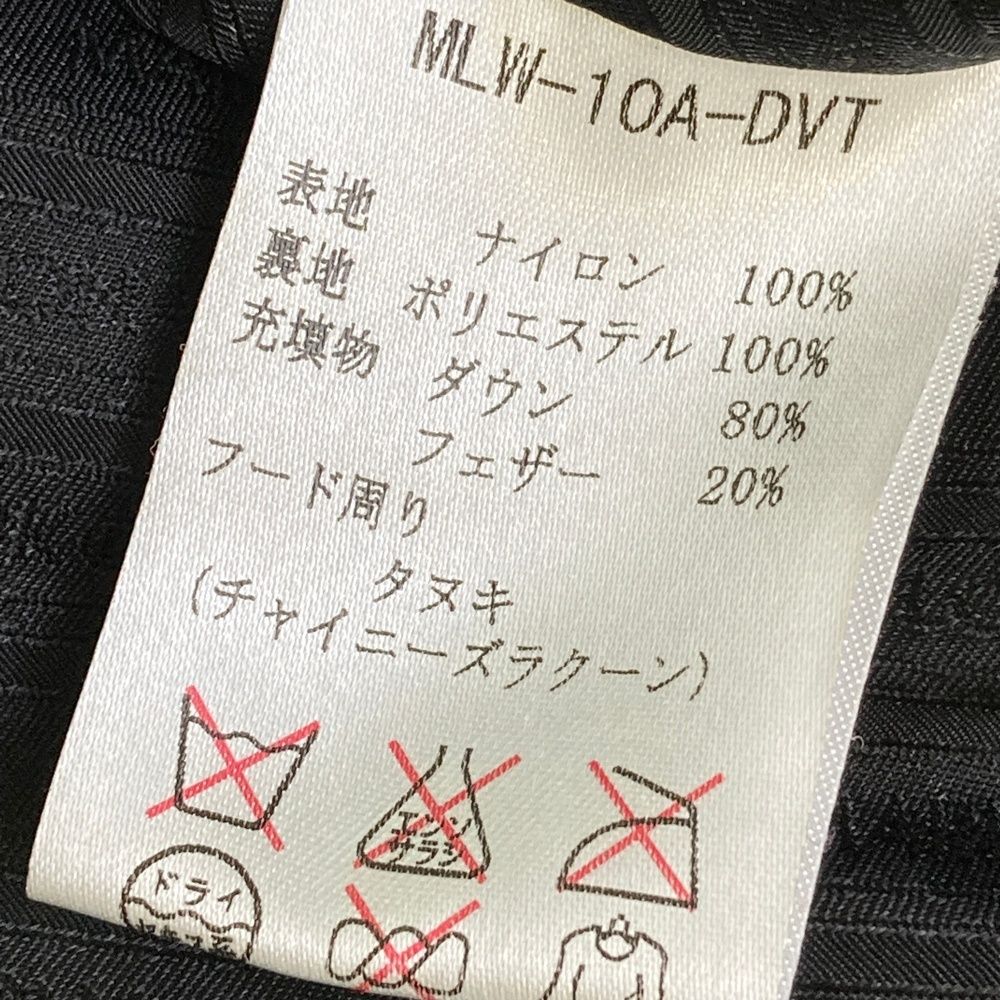 MLW-10A-DVT
表地 ナイロン 100%
裏地 ポリエステル 100%
充填物 ダウン 80%
フェザー 20%
フード周り
タヌキ
(チャイニーズラクーン)
エンソ
サラシ
ドライ